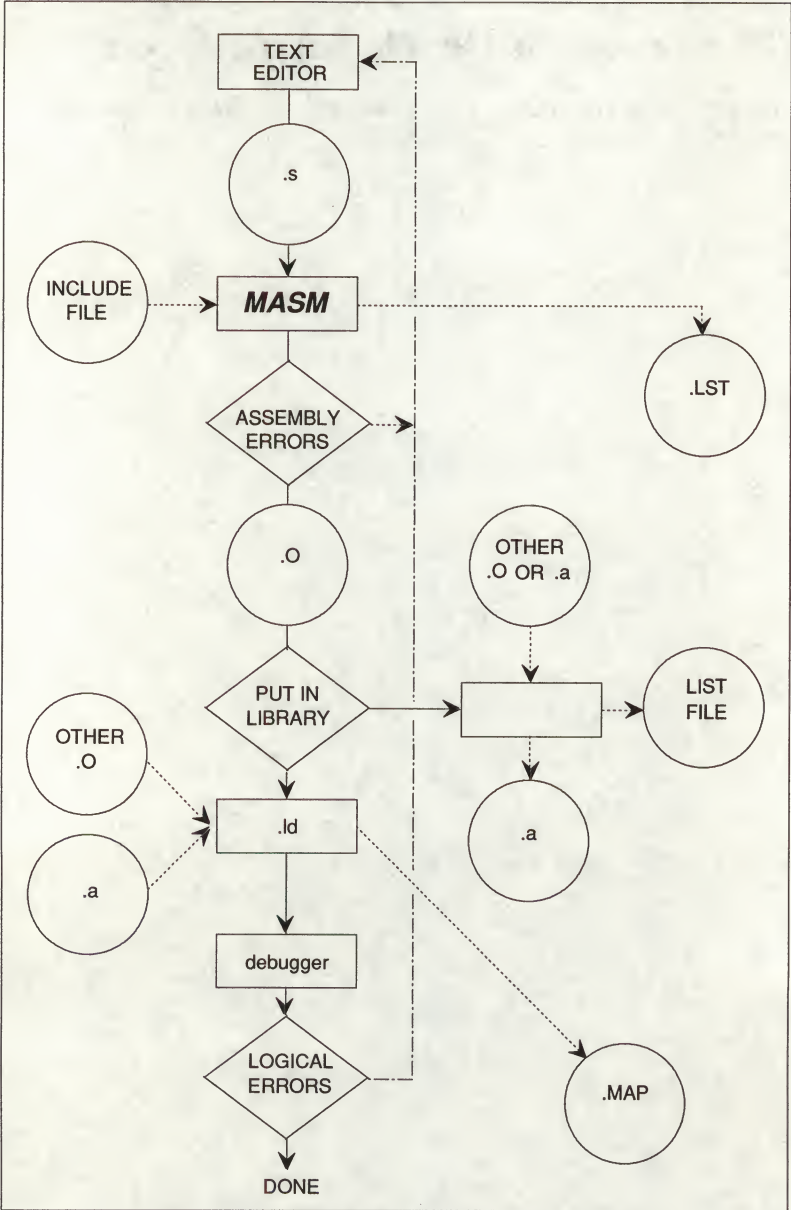 TEXT
EDITOR
.s
INCLUDE
FILE
MASM
.LST
ASSEMBLY
ERRORS
.O
OTHER
.O OR .a
PUT IN
LIBRARY
LIST
FILE
OTHER
.O
.ld
.a
.a
debugger
LOGICAL
ERRORS
.MAP
DONE